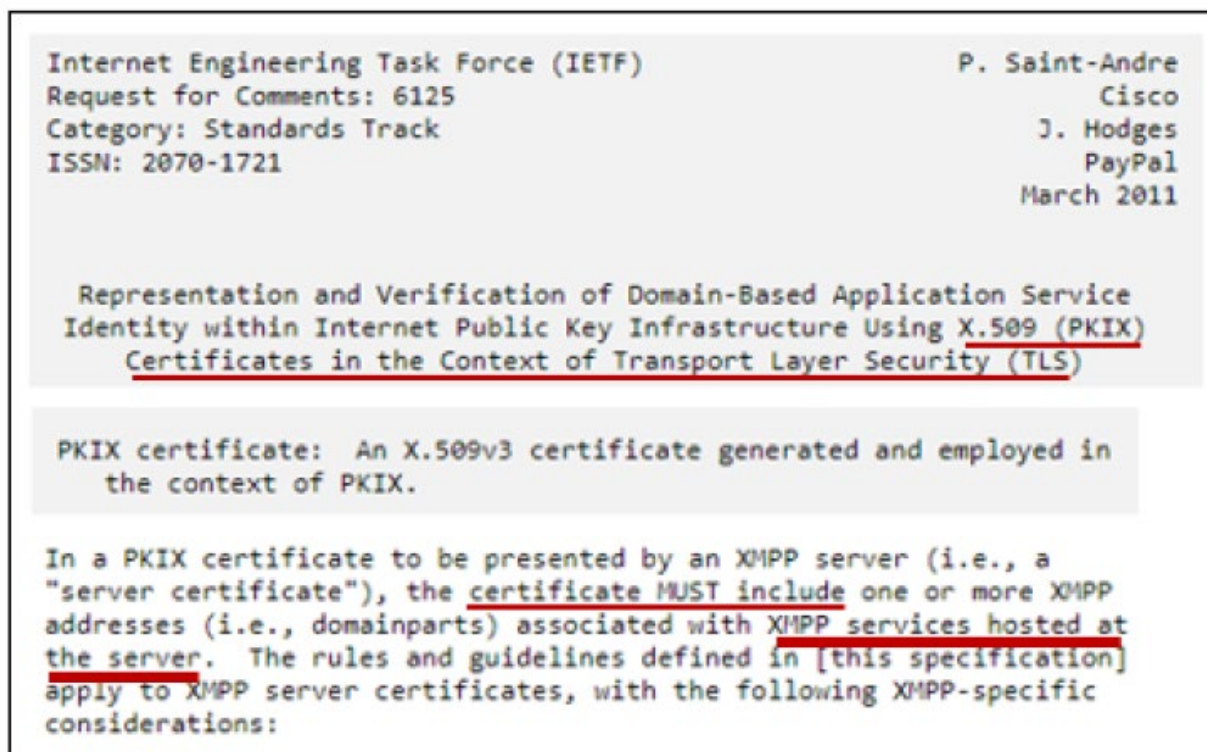 Internet Engineering Task Force (IETF) P. Saint-Andre
Request for Comments: 6125 Cisco
Category: Standards Track J. Hodges
ISSN: 2070-1721 PayPal
March 2011
Representation and Verification of Domain-Based Application Service
Identity within Internet Public Key Infrastructure Using X.509 (PKIX)
Certificates in the Context of Transport Layer Security (TLS)
PKIX certificate: An X.509v3 certificate generated and employed in
the context of PKIX.
In a PKIX certificate to be presented by an XMPP server (i.e., a
"server certificate"), the certificate MUST include one or more XMPP
addresses (i.e., domainparts) associated with XMPP services hosted at
the server. The rules and guidelines defined in [this specification]
apply to XMPP server certificates, with the following XMPP-specific
considerations: